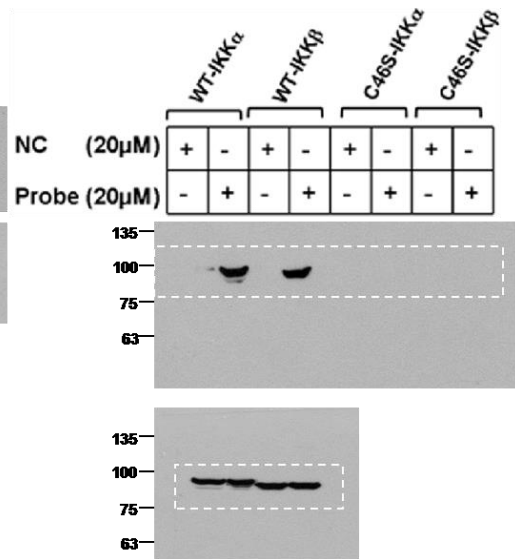 WT-IKKα WT-IKKβ C46S-IKKα C46S-IKKβ
NC (20μM) + - + - + - + -
Probe (20μM) - + - + - + - +
135
100
75
63
135
100
75
63